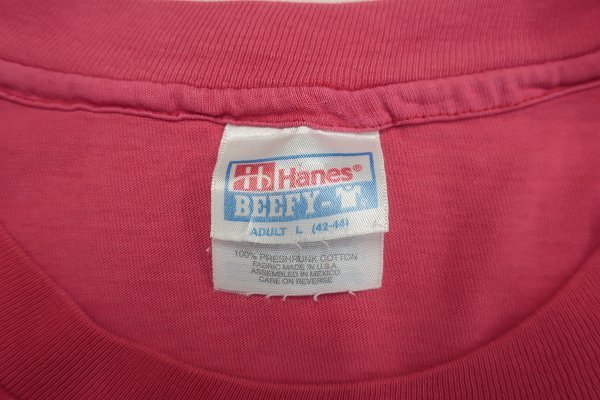 Hanes®
BEEFY-
ADULT L (42-44)
100% PRESHRUNK COTTON
FABRIC MADE IN U.S.A.
ASSEMBLED IN MEXICO
CARE ON REVERSE